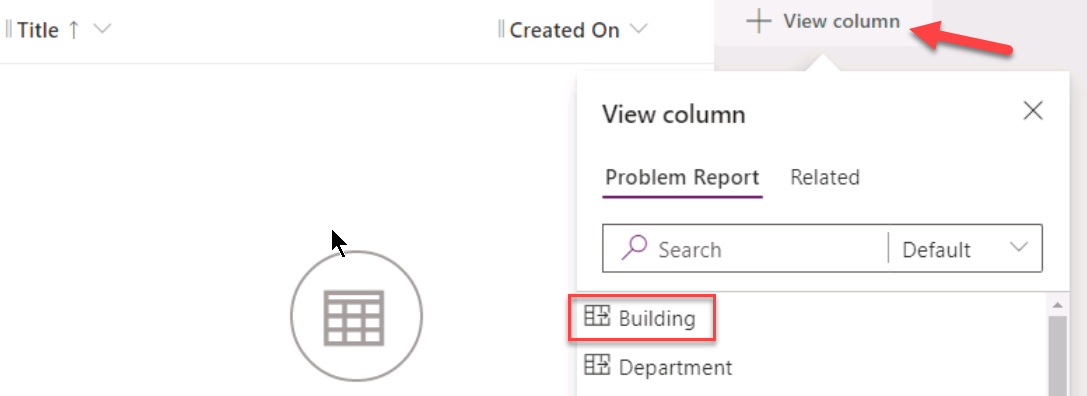 Title ↑
Created On
+ View column
View column
Problem Report
Related
Search
Default
Building
Department